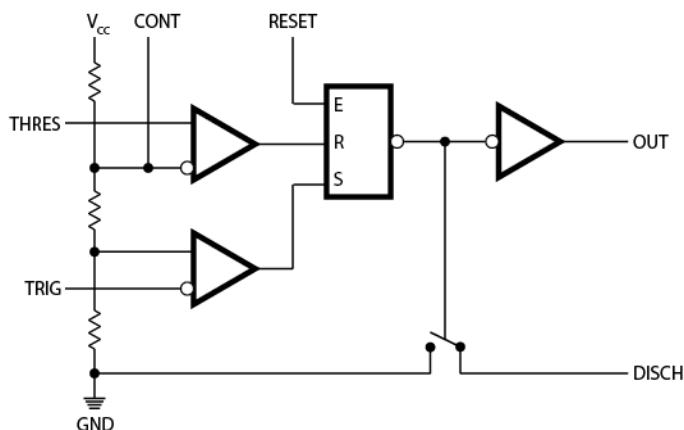 Vcc
CONT
RESET
E
THRES
R
OUT
S
TRIG
DISCH
GND